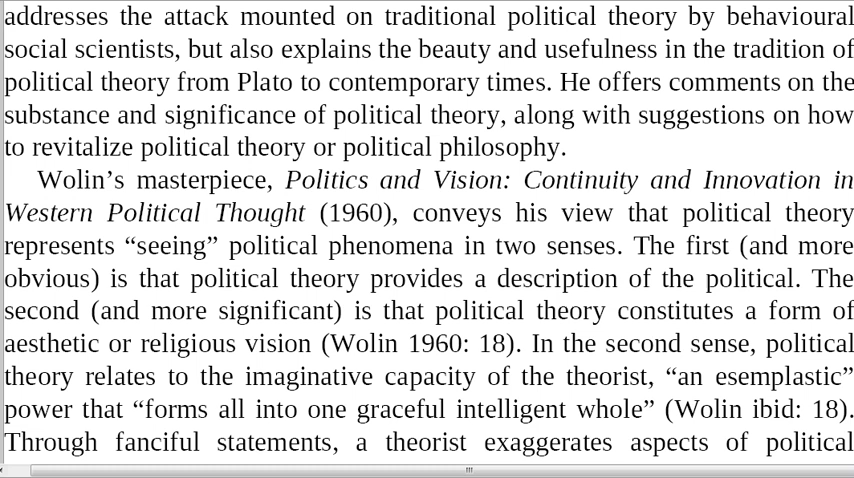 addresses the attack mounted on traditional political theory by behavioural
social scientists, but also explains the beauty and usefulness in the tradition of
political theory from Plato to contemporary times. He offers comments on the
substance and significance of political theory, along with suggestions on how
to revitalize political theory or political philosophy.
Wolin’s masterpiece, Politics and Vision: Continuity and Innovation in
Western Political Thought (1960), conveys his view that political theory
represents “seeing” political phenomena in two senses. The first (and more
obvious) is that political theory provides a description of the political. The
second (and more significant) is that political theory constitutes a form of
aesthetic or religious vision (Wolin 1960: 18). In the second sense, political
theory relates to the imaginative capacity of the theorist, “an esemplastic”
power that “forms all into one graceful intelligent whole” (Wolin ibid: 18).
Through fanciful statements, a theorist exaggerates aspects of political